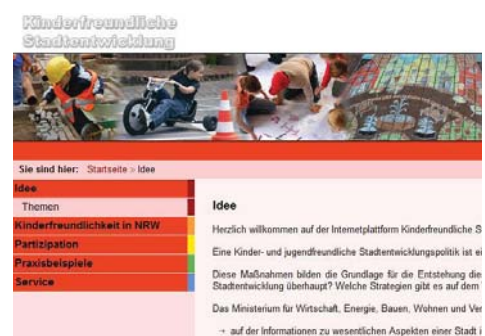 Kinderfreundliche
Stadtentwicklung
Sie sind hier: Startseite > Idee
Idee
Themen
Kinderfreundlichkeit in NRW
Partizipation
Praxisbeispiele
Service
Idee
Herzlich willkommen auf der Internetplattform Kinderfreundliche S
Eine Kinder- und jugendfreundliche Stadtentwicklungspolitik ist ei
Diese Maßnahmen bilden die Grundlage für die Entstehung die
Stadtentwicklung überhaupt? Welche Strategien gibt es auf dem
Das Ministerium für Wirtschaft, Energie, Bauen, Wohnen und Ver
→ auf der Informationen zu wesentlichen Aspekten einer Stadt i